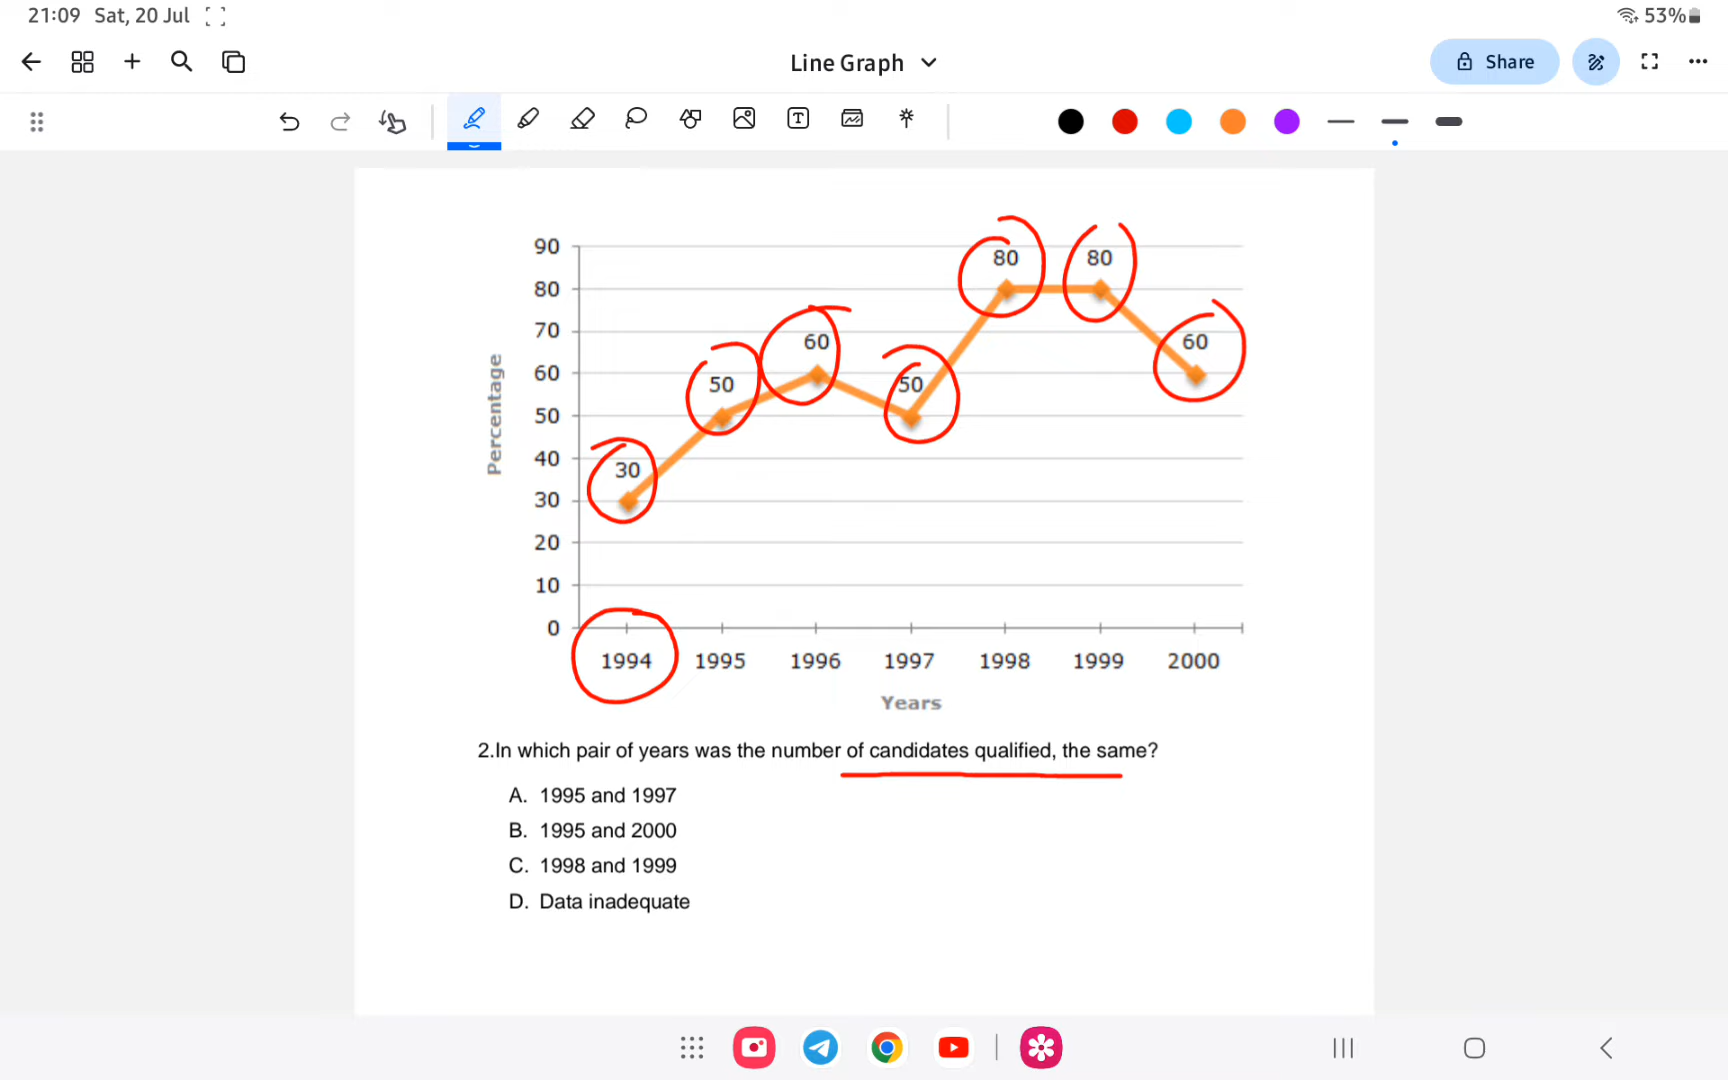 21:09 Sat, 20 Jul 53%
Line Graph Share
90
80 80 80
70
60 60 60
50 50 50
40
30 30
20
10
0
Percentage
1994 1995 1996 1997 1998 1999 2000
Years
2.In which pair of years was the number of candidates qualified, the same?
A. 1995 and 1997
B. 1995 and 2000
C. 1998 and 1999
D. Data inadequate